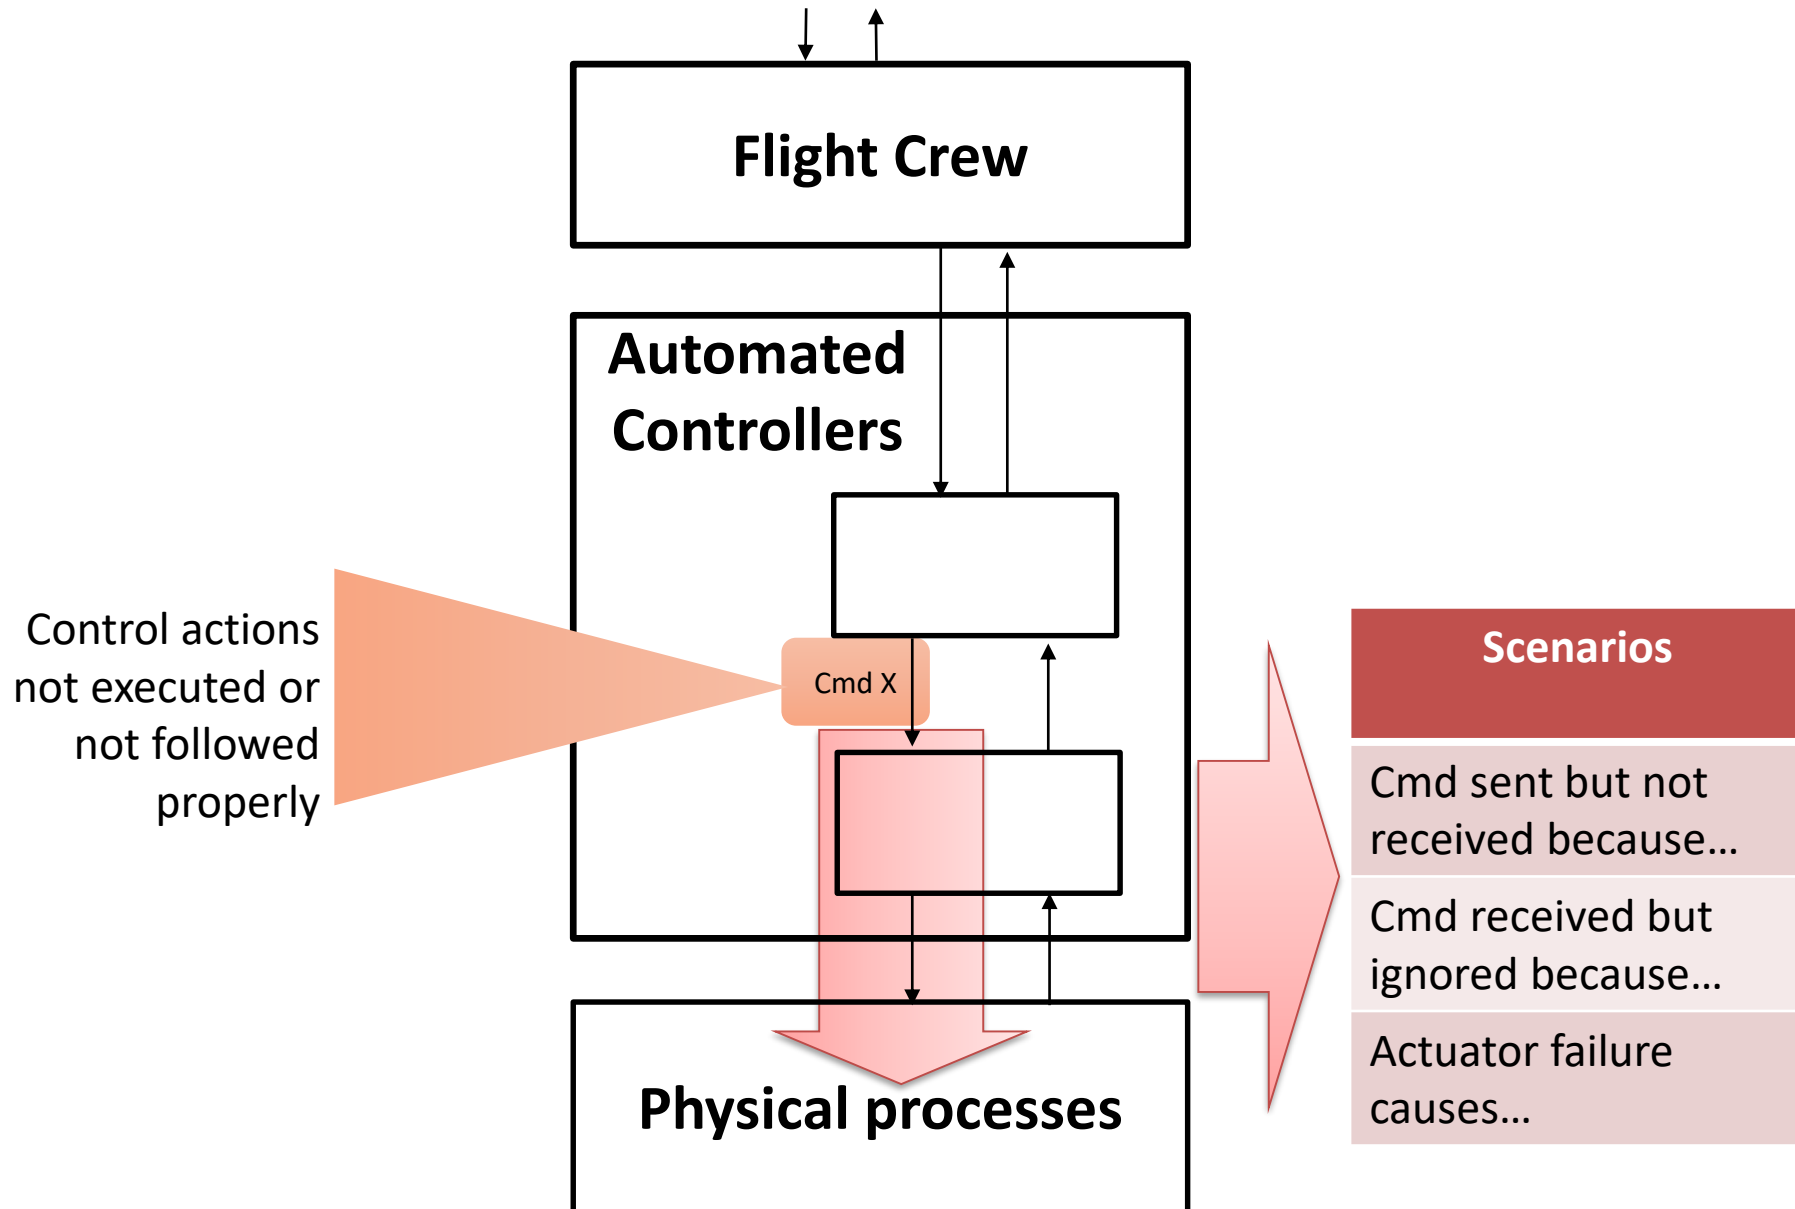 Flight Crew
Automated
Controllers
Control actions
not executed or
not followed
properly
Cmd X
Physical processes
Scenarios
Cmd sent but not
received because…
Cmd received but
ignored because…
Actuator failure
causes…